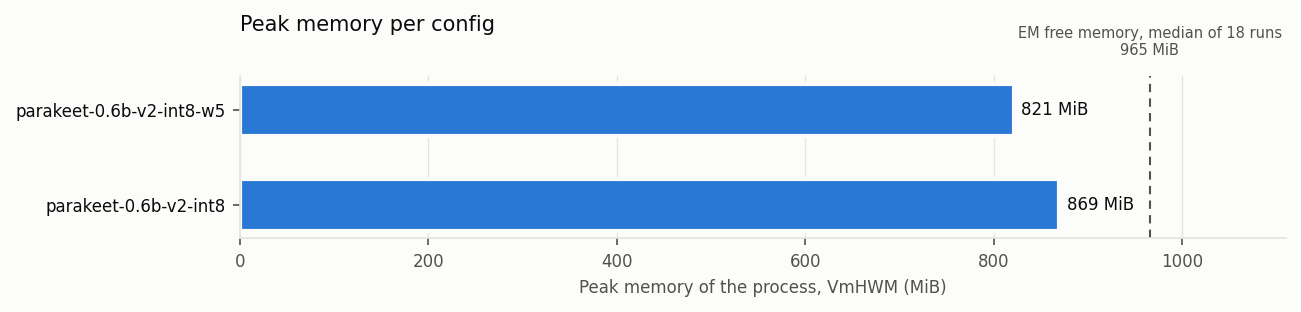 Peak memory per config
EM free memory, median of 18 runs
965 MiB
parakeet-0.6b-v2-int8-w5
821 MiB
parakeet-0.6b-v2-int8
869 MiB
0 200 400 600 800 1000
Peak memory of the process, VmHWM (MiB)